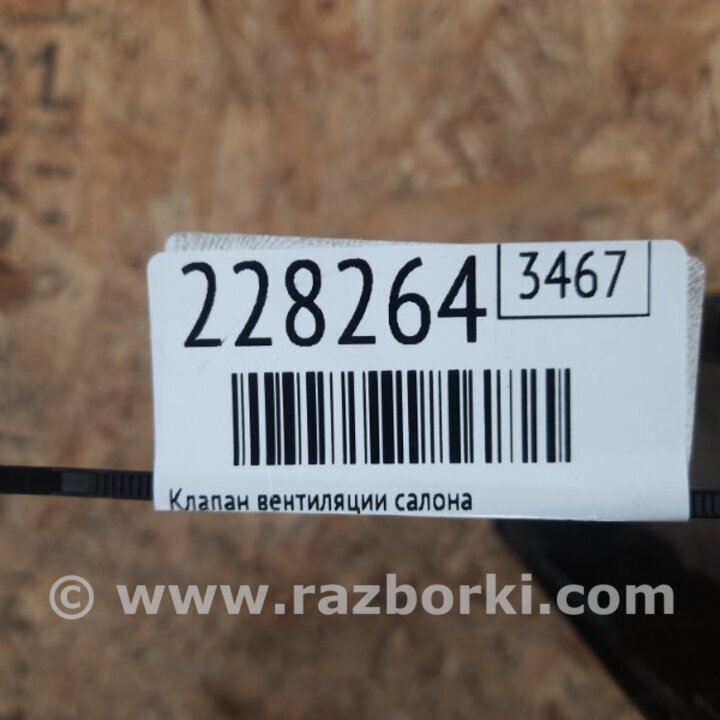 228264
3467
Клапан вентиляции салона
© www.razborki.com